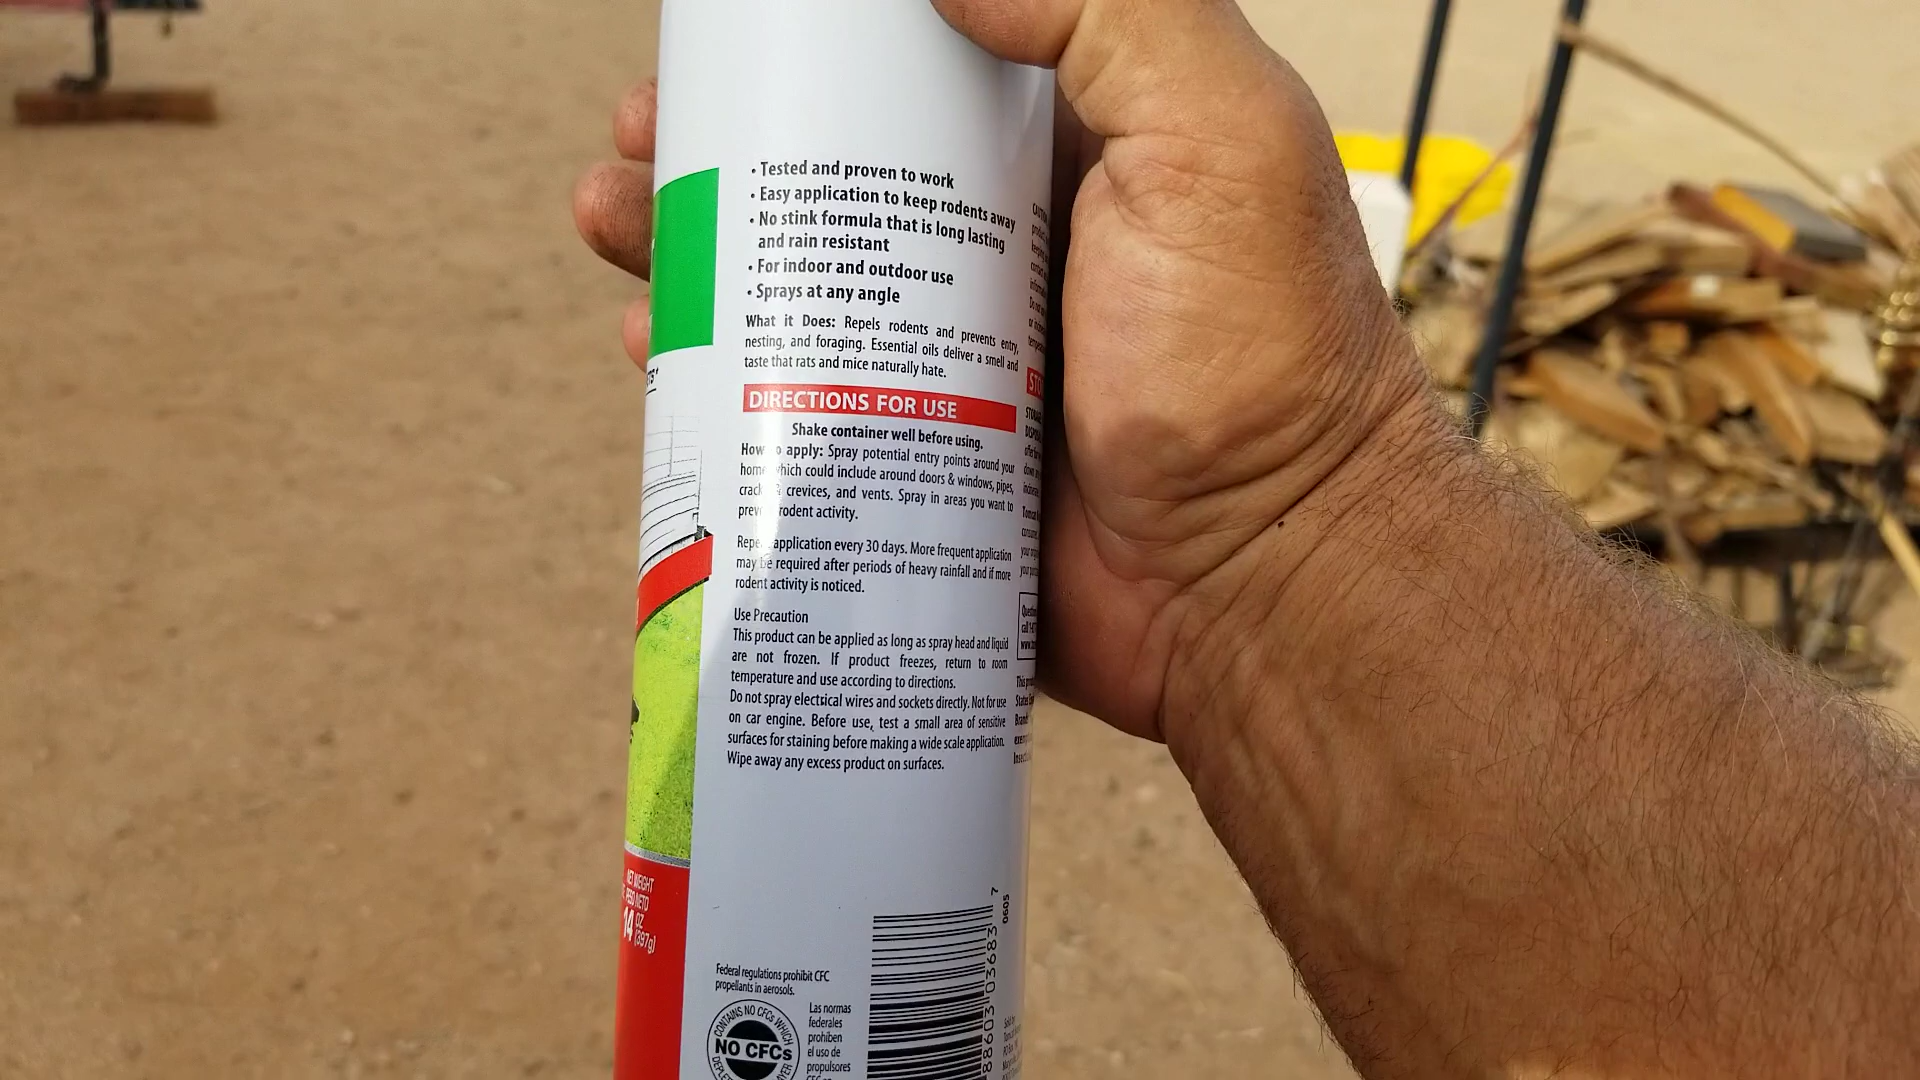 • Tested and proven to work
• Easy application to keep rodents away
• No stink formula that is long lasting
and rain resistant
• For indoor and outdoor use
• Sprays at any angle
What it Does: Repels rodents and prevents entry,
nesting, and foraging. Essential oils deliver a smell and
taste that rats and mice naturally hate.
DIRECTIONS FOR USE
Shake container well before using.
apply: Spray potential entry points around your
which could include around doors & windows, pipes,
crevices, and vents. Spray in areas you want to
rodent activity.
application every 30 days. More frequent application
may be required after periods of heavy rainfall and if more
rodent activity is noticed.
Use Precaution
This product can be applied as long as spray head and liquid
are not frozen. If product freezes, return to room
temperature and use according to directions.
Do not spray electrical wires and sockets directly. Not for use
on car engine. Before use, test a small area of sensitive
surfaces for staining before making a wide scale application.
Wipe away any excess product on surfaces.
NET WEIGHT
PESO NETO
14 OZ
(397g)
Federal regulations prohibit CFC
propellants in aerosols.
CONTAINS NO CFCs WHICH
NO CFCs
Las normas
federales
prohiben
el uso de
propulsores
88603 03683 7
0605